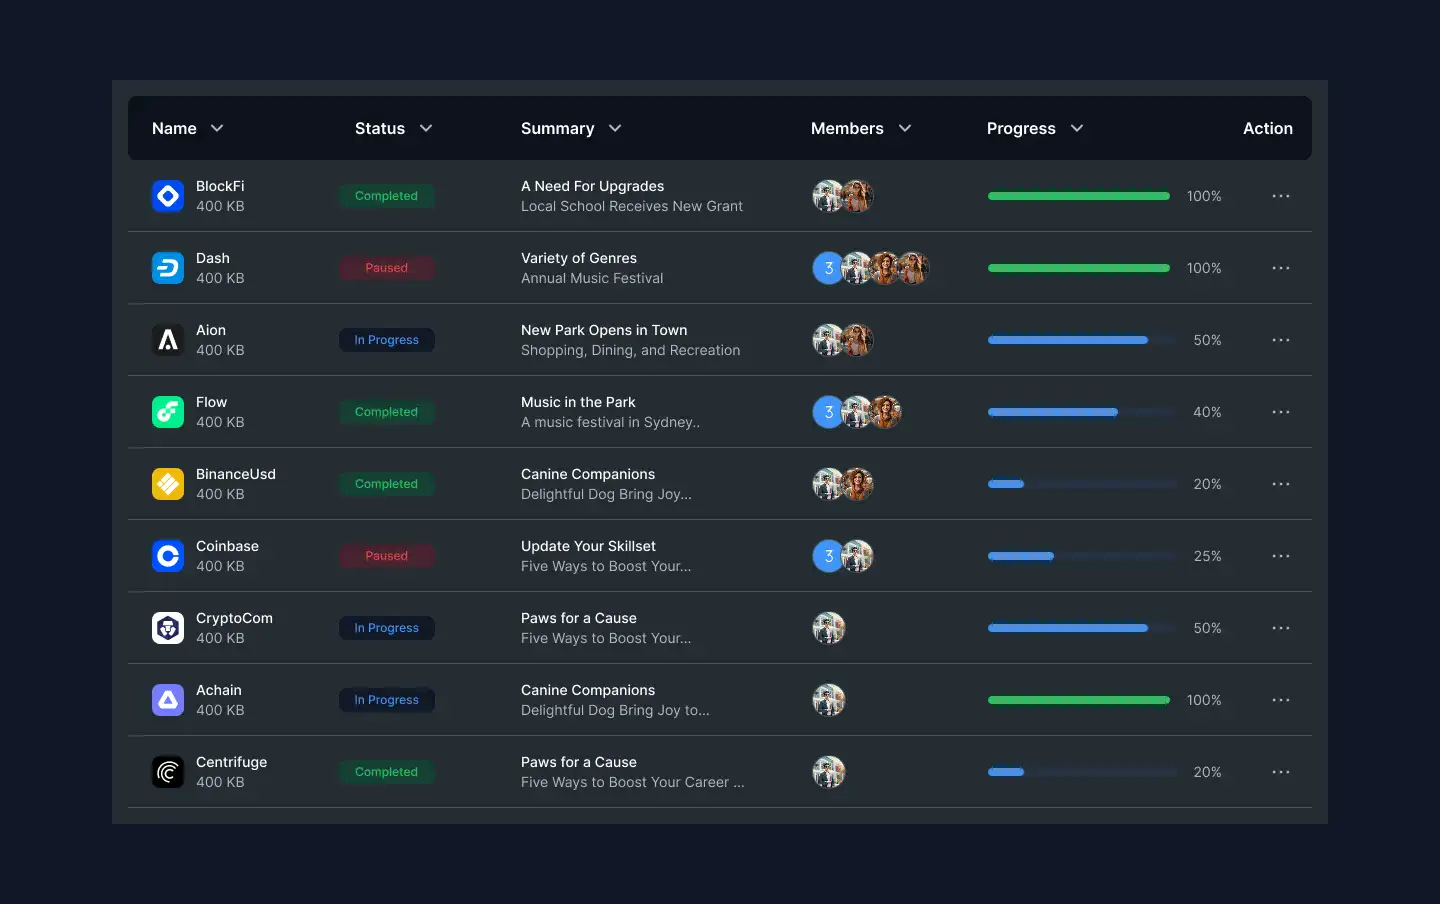 Name Status Summary Members Progress Action
BlockFi Completed A Need For Upgrades 100% ...
400 KB Local School Receives New Grant
Dash Paused Variety of Genres 3 100% ...
400 KB Annual Music Festival
Aion In Progress New Park Opens in Town 50% ...
400 KB Shopping, Dining, and Recreation
Flow Completed Music in the Park 3 40% ...
400 KB A music festival in Sydney..
BinanceUsd Completed Canine Companions 20% ...
400 KB Delightful Dog Bring Joy...
Coinbase Paused Update Your Skillset 3 25% ...
400 KB Five Ways to Boost Your...
CryptoCom In Progress Paws for a Cause 50% ...
400 KB Five Ways to Boost Your...
Achain In Progress Canine Companions 100% ...
400 KB Delightful Dog Bring Joy to...
Centrifuge Completed Paws for a Cause 20% ...
400 KB Five Ways to Boost Your Career ...